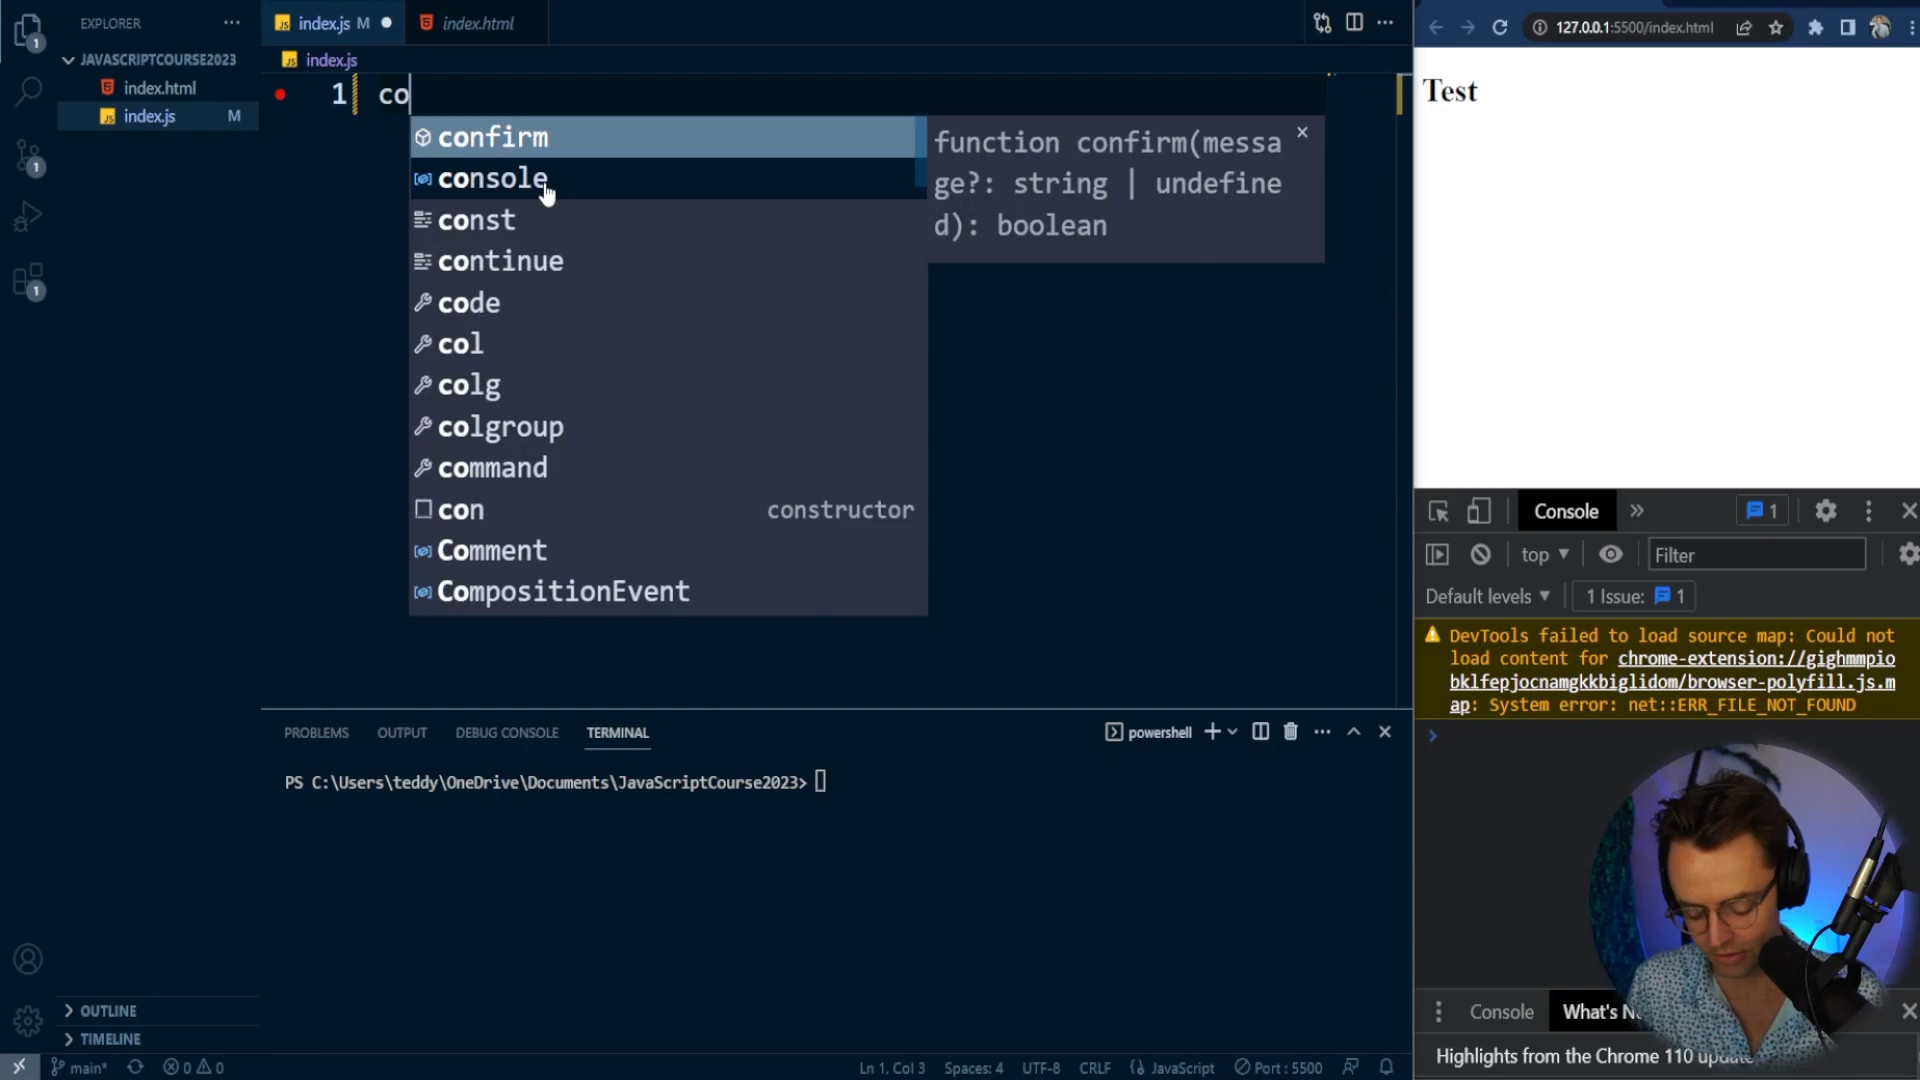 EXPLORER
JAVASCRIPTCOURSE2023
index.html
index.js M
OUTLINE
TIMELINE
1
1
1
index.js M
index.html
index.js
1 co
confirm
console
const
continue
code
col
colg
colgroup
command
con constructor
Comment
CompositionEvent
function confirm(messa
ge?: string | undefine
d): boolean
PROBLEMS OUTPUT DEBUG CONSOLE TERMINAL
powershell
PS C:\Users\teddy\OneDrive\Documents\JavaScriptCourse2023>
main* 0 0 Ln 1, Col 3 Spaces: 4 UTF-8 CRLF JavaScript Port : 5500
127.0.0.1:5500/index.html
Test
Console 1
top Filter
Default levels 1 Issue: 1
DevTools failed to load source map: Could not
load content for chrome-extension://gighmmpio
bklfepjocnamgkkbiglidom/browser-polyfill.js.m
ap: System error: net::ERR_FILE_NOT_FOUND
Console What's N
Highlights from the Chrome 110 update